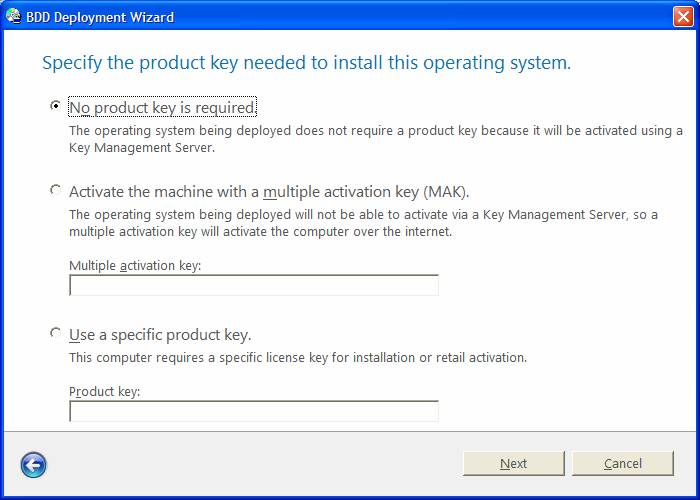 BDD Deployment Wizard
Specify the product key needed to install this operating system.
No product key is required.
The operating system being deployed does not require a product key because it will be activated using a
Key Management Server.
Activate the machine with a multiple activation key (MAK).
The operating system being deployed will not be able to activate via a Key Management Server, so a
multiple activation key will activate the computer over the internet.
Multiple activation key:
Use a specific product key.
This computer requires a specific license key for installation or retail activation.
Product key:
Next
Cancel